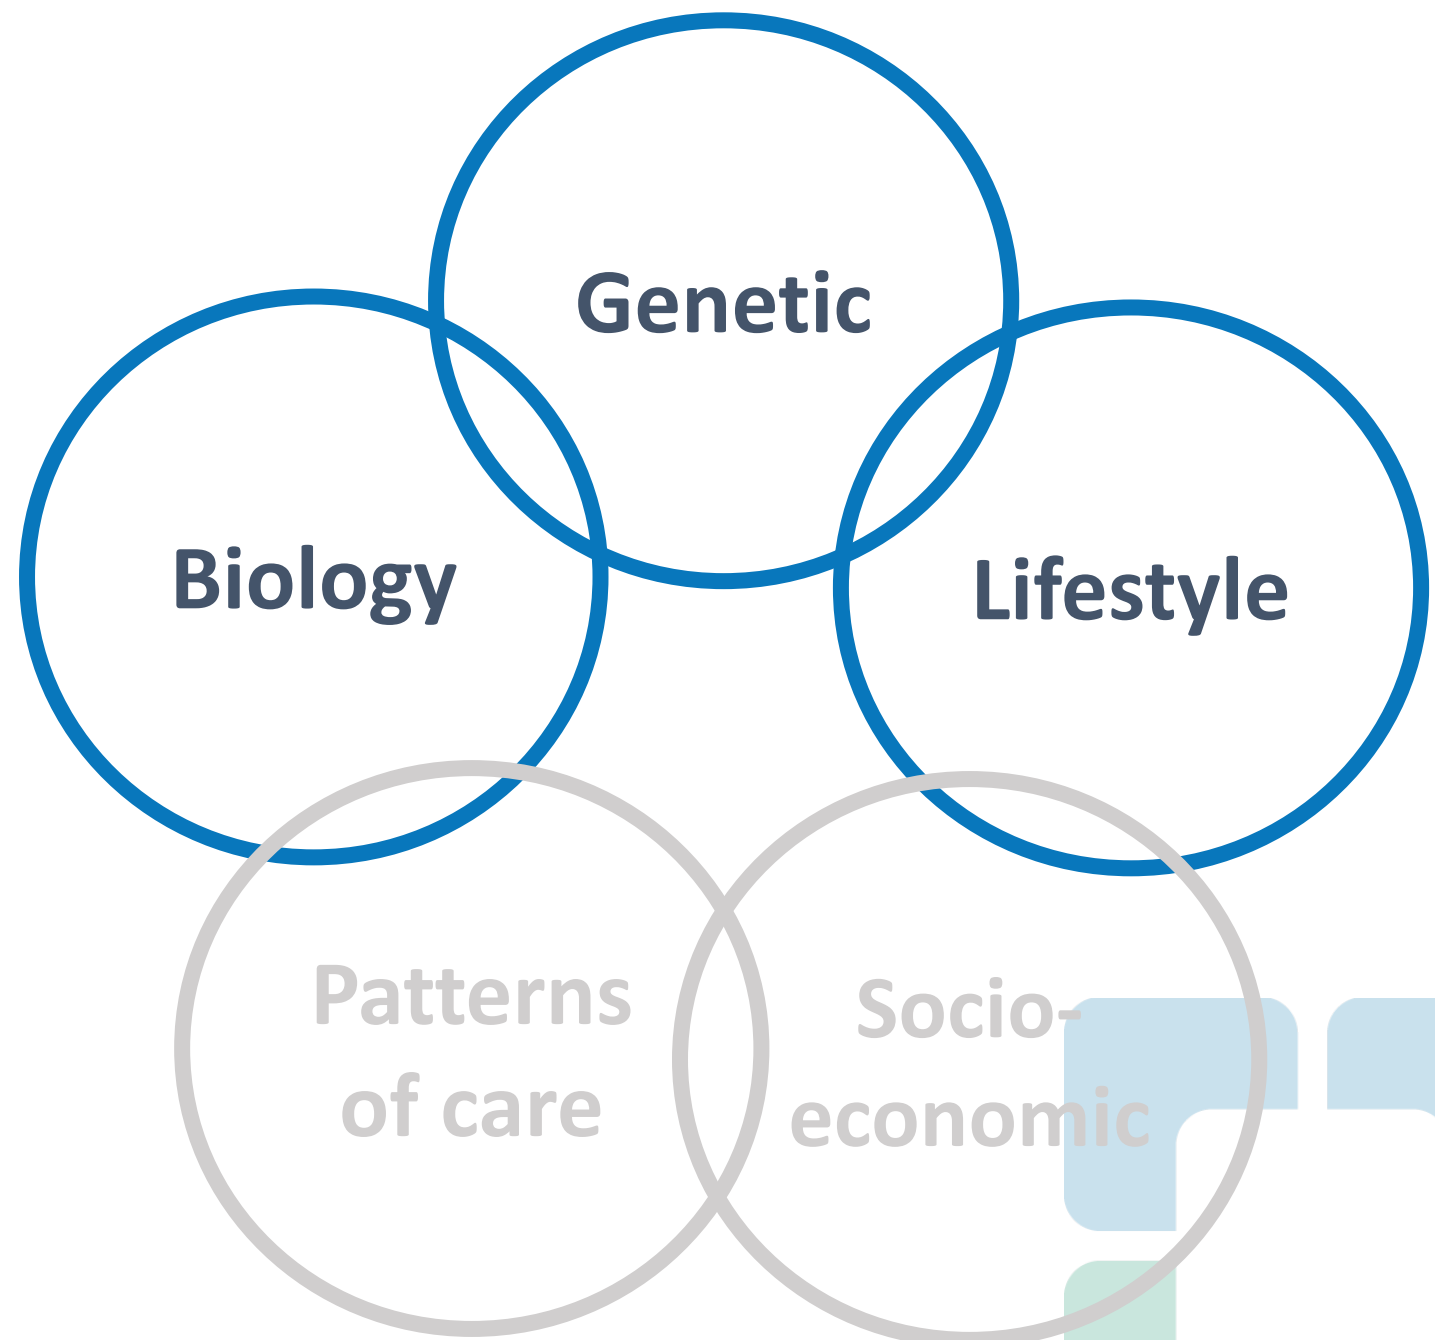 Genetic
Biology
Lifestyle
Patterns
of care
Socio-
economic